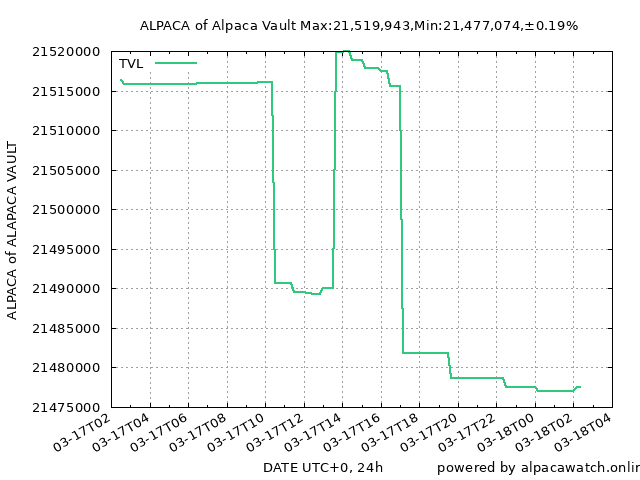 ALPACA of Alpaca Vault Max:21,519,943,Min:21,477,074,±0.19%
TVL
21520000
21515000
21510000
21505000
21500000
21495000
21490000
21485000
21480000
21475000
ALPACA of ALAPACA VAULT
03-17T02
03-17T04
03-17T06
03-17T08
03-17T10
03-17T12
03-17T14
03-17T16
03-17T18
03-17T20
03-17T22
03-18T00
03-18T02
03-18T04
DATE UTC+0, 24h
powered by alpacawatch.onlin